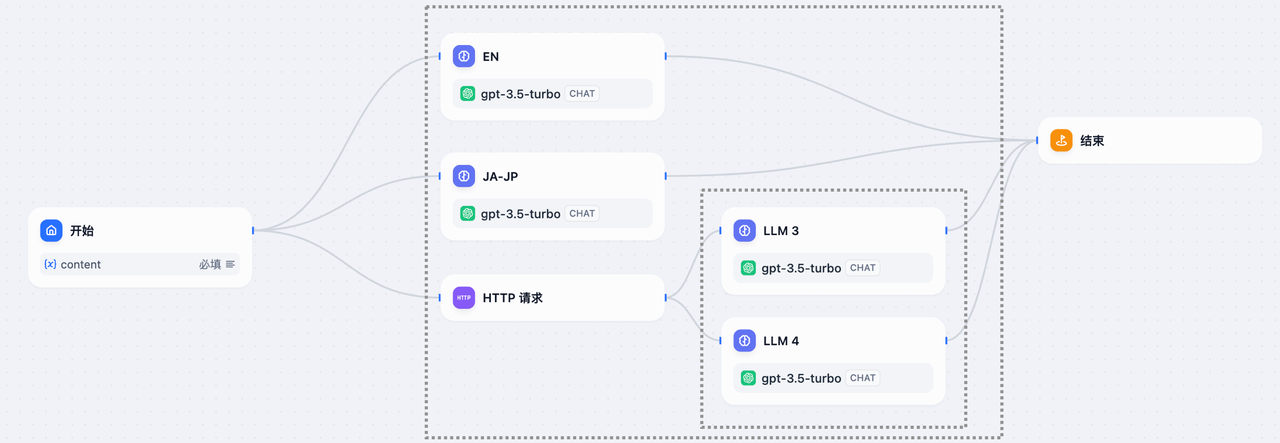 开始
{x} content 必填
EN
gpt-3.5-turbo CHAT
JA-JP
gpt-3.5-turbo CHAT
HTTP HTTP 请求
LLM 3
gpt-3.5-turbo CHAT
LLM 4
gpt-3.5-turbo CHAT
结束